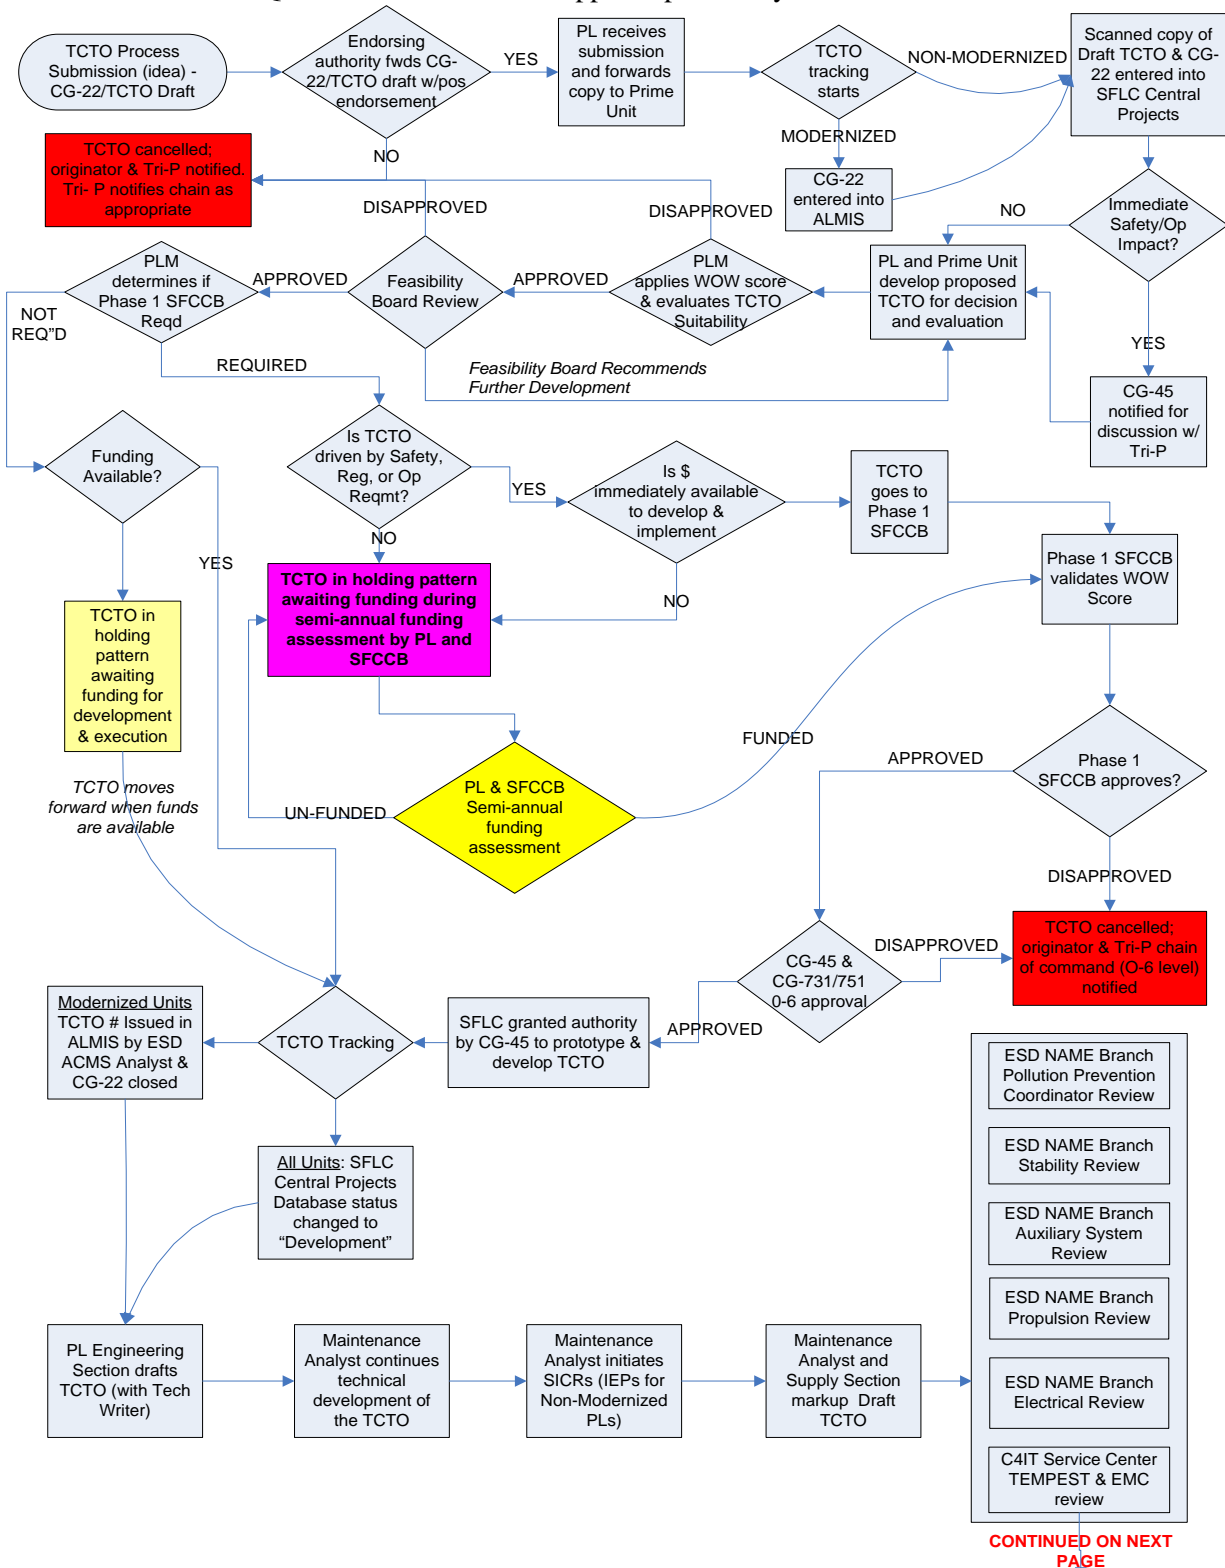 TCTO Process
Submission (idea) -
CG-22/TCTO Draft
Endorsing
authority fwds CG-
22/TCTO draft w/pos
endorsement
YES
PL receives
submission
and forwards
copy to Prime
Unit
TCTO
tracking
starts
NON-MODERNIZED
Scanned copy of
Draft TCTO & CG-
22 entered into
SFLC Central
Projects
MODERNIZED
NO
TCTO cancelled;
originator & Tri-P notified.
Tri- P notifies chain as
appropriate
CG-22
entered into
ALMIS
DISAPPROVED
DISAPPROVED
NO
Immediate
Safety/Op
Impact?
PLM
determines if
Phase 1 SFCCB
Reqd
APPROVED
Feasibility
Board Review
APPROVED
PLM
applies WOW score
& evaluates TCTO
Suitability
PL and Prime Unit
develop proposed
TCTO for decision
and evaluation
NOT
REQ"D
YES
REQUIRED
Feasibility Board Recommends
Further Development
CG-45
notified for
discussion w/
Tri-P
Funding
Available?
Is TCTO
driven by Safety,
Reg, or Op
Reqmt?
YES
Is $
immediately available
to develop &
implement
TCTO
goes to
Phase 1
SFCCB
NO
YES
Phase 1 SFCCB
validates WOW
Score
TCTO in holding pattern
awaiting funding during
semi-annual funding
assessment by PL and
SFCCB
NO
TCTO in
holding
pattern
awaiting
funding for
development
& execution
FUNDED
APPROVED
Phase 1
SFCCB approves?
TCTO moves
forward when funds
are available
UN-FUNDED
PL & SFCCB
Semi-annual
funding
assessment
DISAPPROVED
CG-45 &
CG-731/751
0-6 approval
DISAPPROVED
TCTO cancelled;
originator & Tri-P chain
of command (O-6 level)
notified
Modernized Units
TCTO # Issued in
ALMIS by ESD
ACMS Analyst &
CG-22 closed
TCTO Tracking
SFLC granted authority
by CG-45 to prototype &
develop TCTO
APPROVED
ESD NAME Branch
Pollution Prevention
Coordinator Review
ESD NAME Branch
Stability Review
All Units: SFLC
Central Projects
Database status
changed to
“Development”
ESD NAME Branch
Auxiliary System
Review
ESD NAME Branch
Propulsion Review
PL Engineering
Section drafts
TCTO (with Tech
Writer)
Maintenance
Analyst continues
technical
development of
the TCTO
Maintenance
Analyst initiates
SICRs (IEPs for
Non-Modernized
PLs)
Maintenance
Analyst and
Supply Section
markup Draft
TCTO
ESD NAME Branch
Electrical Review
C4IT Service Center
TEMPEST & EMC
review
CONTINUED ON NEXT
PAGE